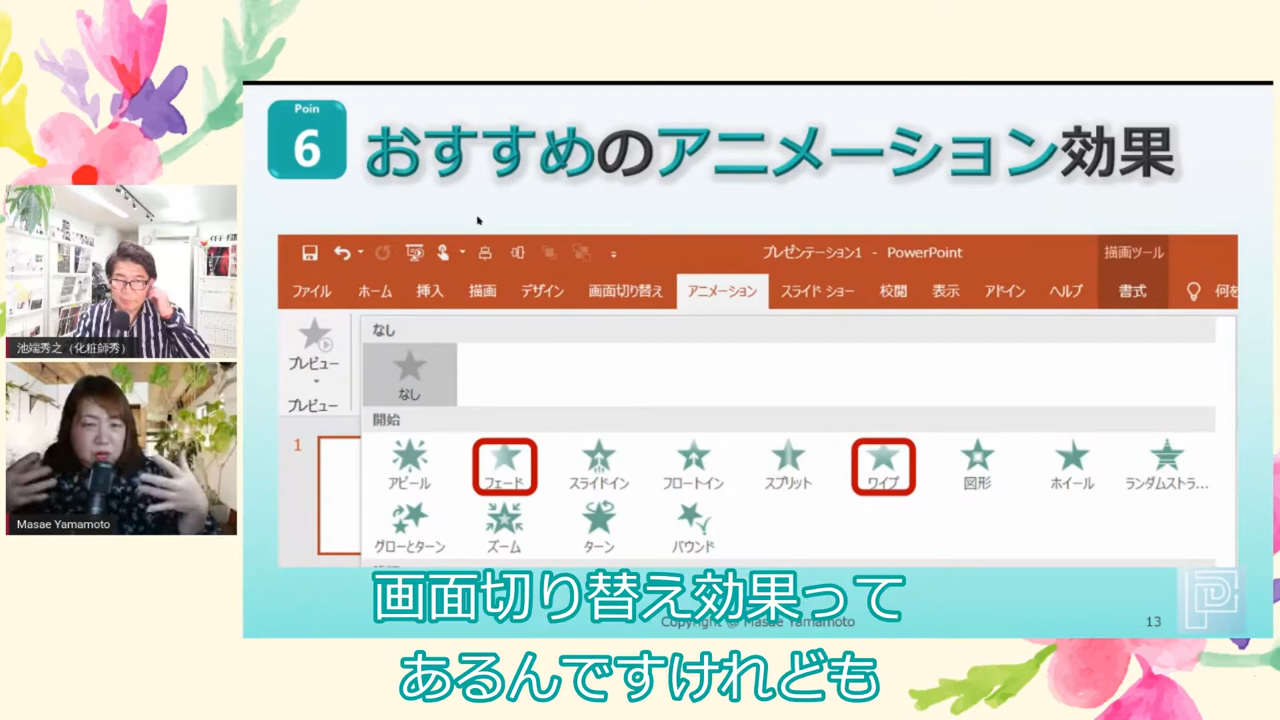 Poin
6
おすすめのアニメーション効果
プレゼンテーション1 - PowerPoint
描画ツール
ファイル ホーム 挿入 描画 デザイン 画面切り替え アニメーション スライド ショー 校閲 表示 アドイン ヘルプ 書式 何を
プレビュー
プレビュー
なし
なし
開始
アピール フェード スライドイン フロートイン スプリット ワイプ 図形 ホイール ランダムストラ...
グローとターン ズーム ターン バウンド
1
池端秀之（化粧師秀）
Masae Yamamoto
画面切り替え効果って
Copyright @ Masae Yamamoto
13
あるんですけれども